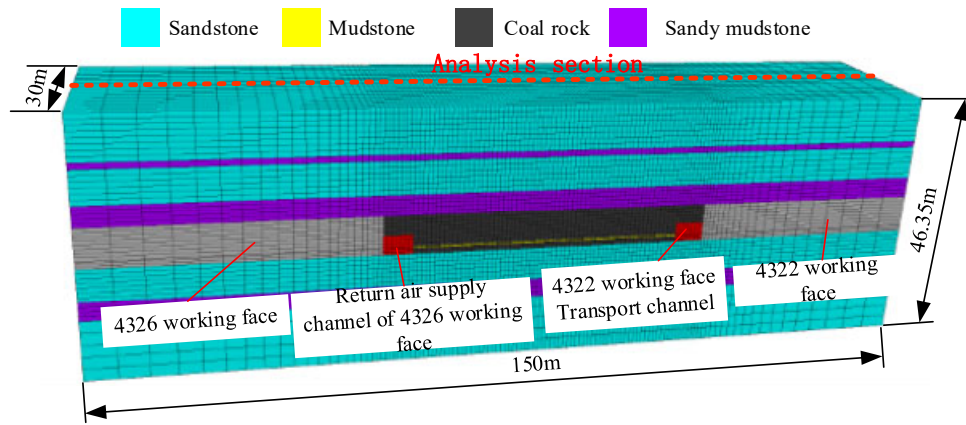 Sandstone
Mudstone
Coal rock
Sandy mudstone
Analysis section
30m
46.35m
4326 working face
Return air supply
channel of 4326 working
face
4322 working face
Transport channel
4322 working
face
150m